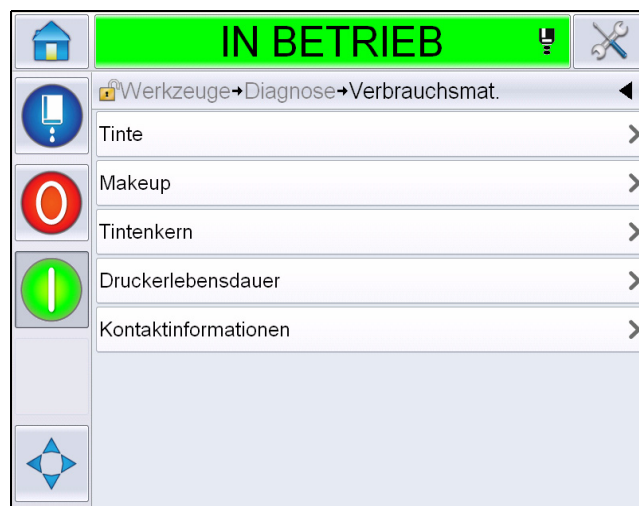 IN BETRIEB
Werkzeuge→Diagnose→Verbrauchsmat.
Tinte
Makeup
Tintenkern
Druckerlebensdauer
Kontaktinformationen